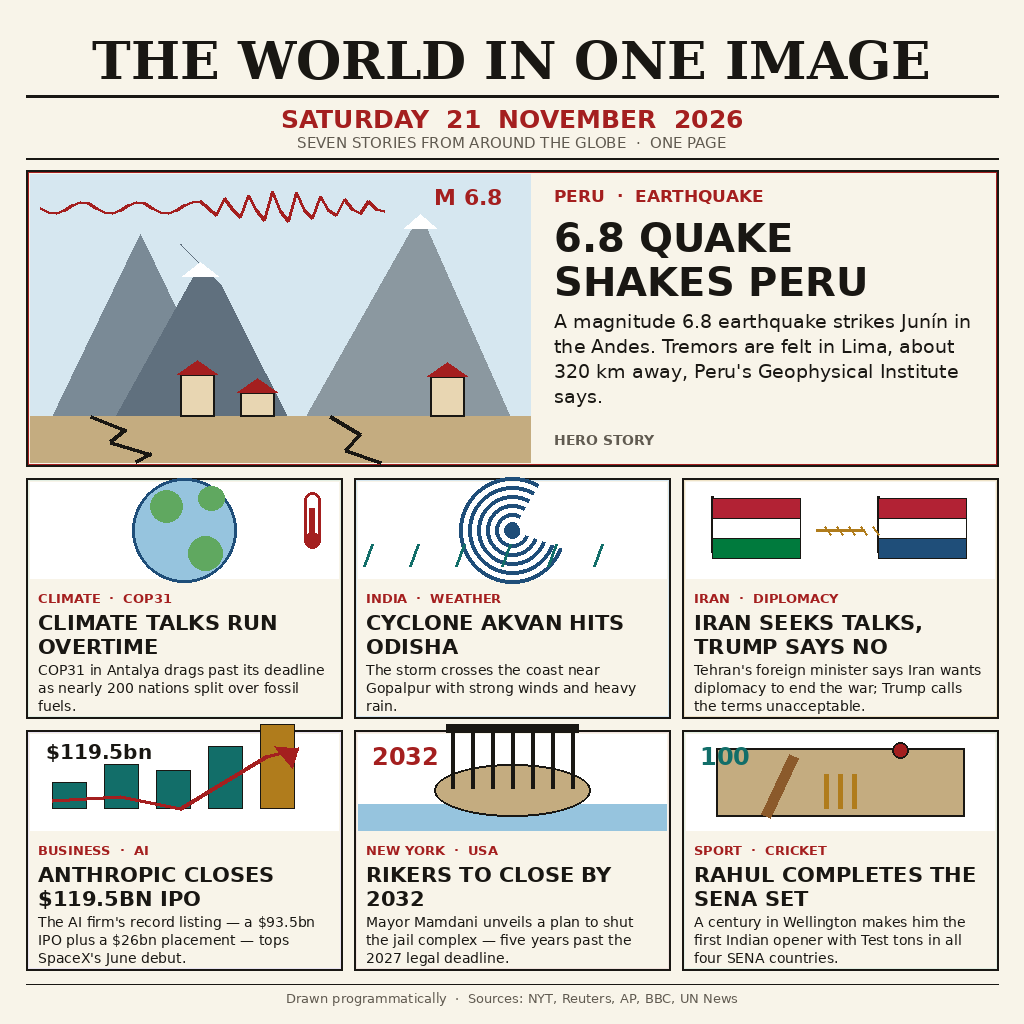 THE WORLD IN ONE IMAGE
SATURDAY 21 NOVEMBER 2026
SEVEN STORIES FROM AROUND THE GLOBE · ONE PAGE
M 6.8
PERU · EARTHQUAKE
6.8 QUAKE
SHAKES PERU
A magnitude 6.8 earthquake strikes Junín in
the Andes. Tremors are felt in Lima, about
320 km away, Peru's Geophysical Institute
says.
HERO STORY
CLIMATE · COP31
CLIMATE TALKS RUN
OVERTIME
COP31 in Antalya drags past its deadline
as nearly 200 nations split over fossil
fuels.
INDIA · WEATHER
CYCLONE AKVAN HITS
ODISHA
The storm crosses the coast near
Gopalpur with strong winds and heavy
rain.
IRAN · DIPLOMACY
IRAN SEEKS TALKS,
TRUMP SAYS NO
Tehran's foreign minister says Iran wants
diplomacy to end the war; Trump calls
the terms unacceptable.
$119.5bn
BUSINESS · AI
ANTHROPIC CLOSES
$119.5BN IPO
The AI firm's record listing — a $93.5bn
IPO plus a $26bn placement — tops
SpaceX's June debut.
2032
NEW YORK · USA
RIKERS TO CLOSE BY
2032
Mayor Mamdani unveils a plan to shut
the jail complex — five years past the
2027 legal deadline.
100
SPORT · CRICKET
RAHUL COMPLETES THE
SENA SET
A century in Wellington makes him the
first Indian opener with Test tons in all
four SENA countries.
Drawn programmatically · Sources: NYT, Reuters, AP, BBC, UN News